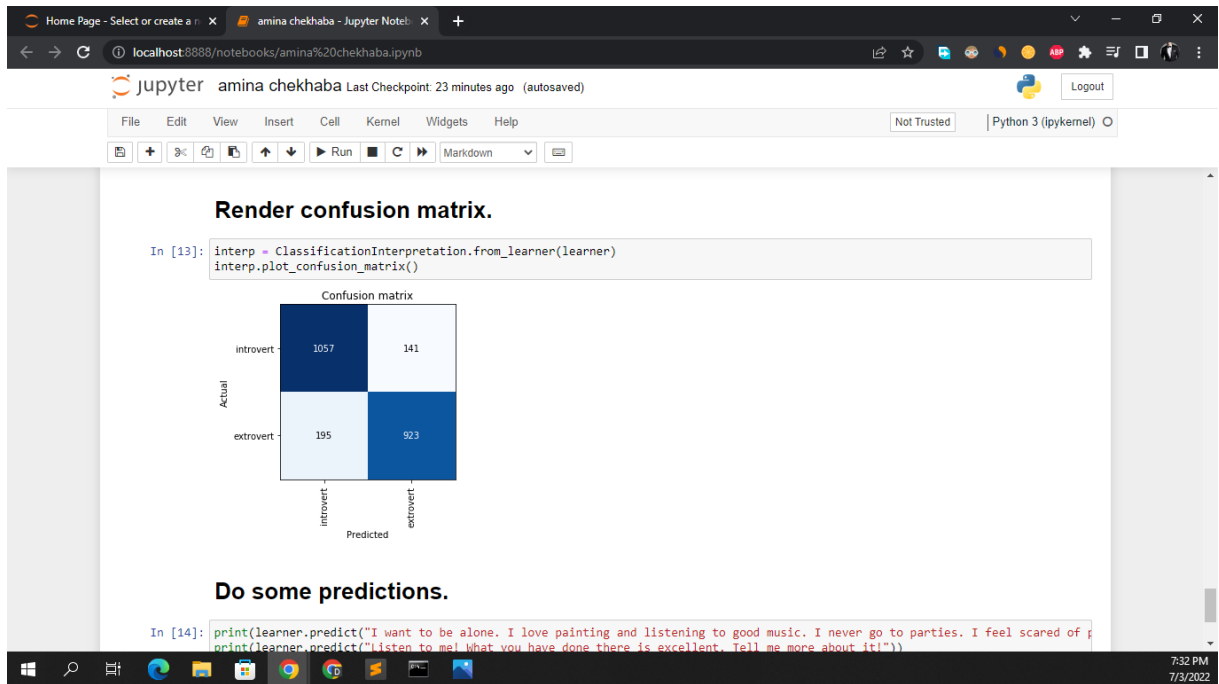 Home Page - Select or create a n
amina chekhaba - Jupyter Noteb
localhost:8888/notebooks/amina%20chekhaba.ipynb
ABP
jupyter amina chekhaba Last Checkpoint: 23 minutes ago (autosaved)
Logout
File Edit View Insert Cell Kernel Widgets Help
Not Trusted
Python 3 (ipykernel)
Run
Markdown
Render confusion matrix.
In [13]: interp = ClassificationInterpretation.from_learner(learner)
interp.plot_confusion_matrix()
Confusion matrix
introvert 1057 141
Actual
extrovert 195 923
introvert extrovert
Predicted
Do some predictions.
In [14]: print(learner.predict("I want to be alone. I love painting and listening to good music. I never go to parties. I feel scared of p
print(learner.predict("Listen to me! What you have done there is excellent. Tell me more about it!"))
7:32 PM
7/3/2022